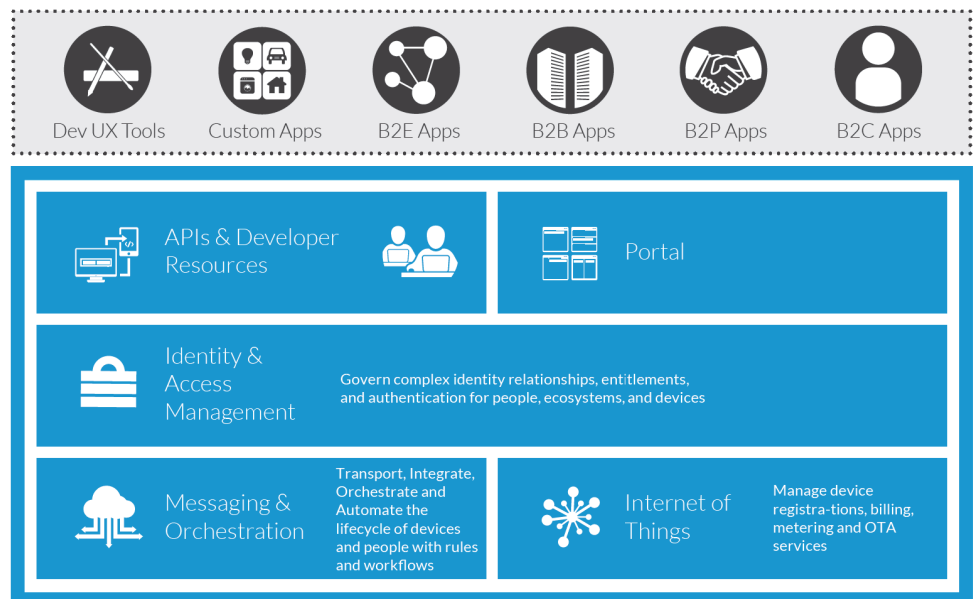 Dev UX Tools
Custom Apps
B2E Apps
B2B Apps
B2P Apps
B2C Apps
APIs & Developer
Resources
Portal
Identity &
Access
Management
Govern complex identity relationships, entitlements,
and authentication for people, ecosystems, and devices
Messaging &
Orchestration
Transport, Integrate,
Orchestrate and
Automate the
lifecycle of devices
and people with rules
and workflows
Internet of
Things
Manage device
registra-tions, billing,
metering and OTA
services